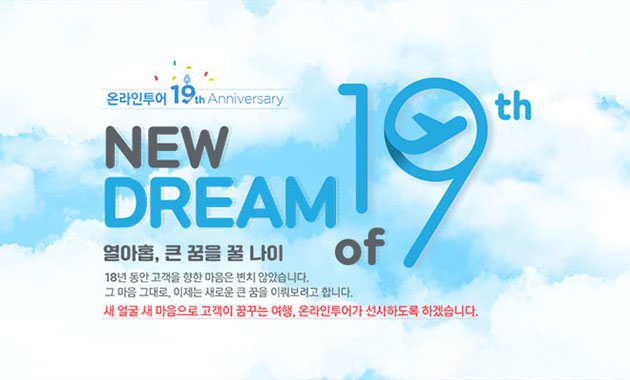 온라인투어 19th Anniversary
NEW
DREAM
of 19th
열아홉, 큰 꿈을 꿀 나이
18년 동안 고객을 향한 마음은 변치 않았습니다.
그 마음 그대로, 이제는 새로운 큰 꿈을 이뤄보려고 합니다.
새 얼굴 새 마음으로 고객이 꿈꾸는 여행, 온라인투어가 선사하도록 하겠습니다.